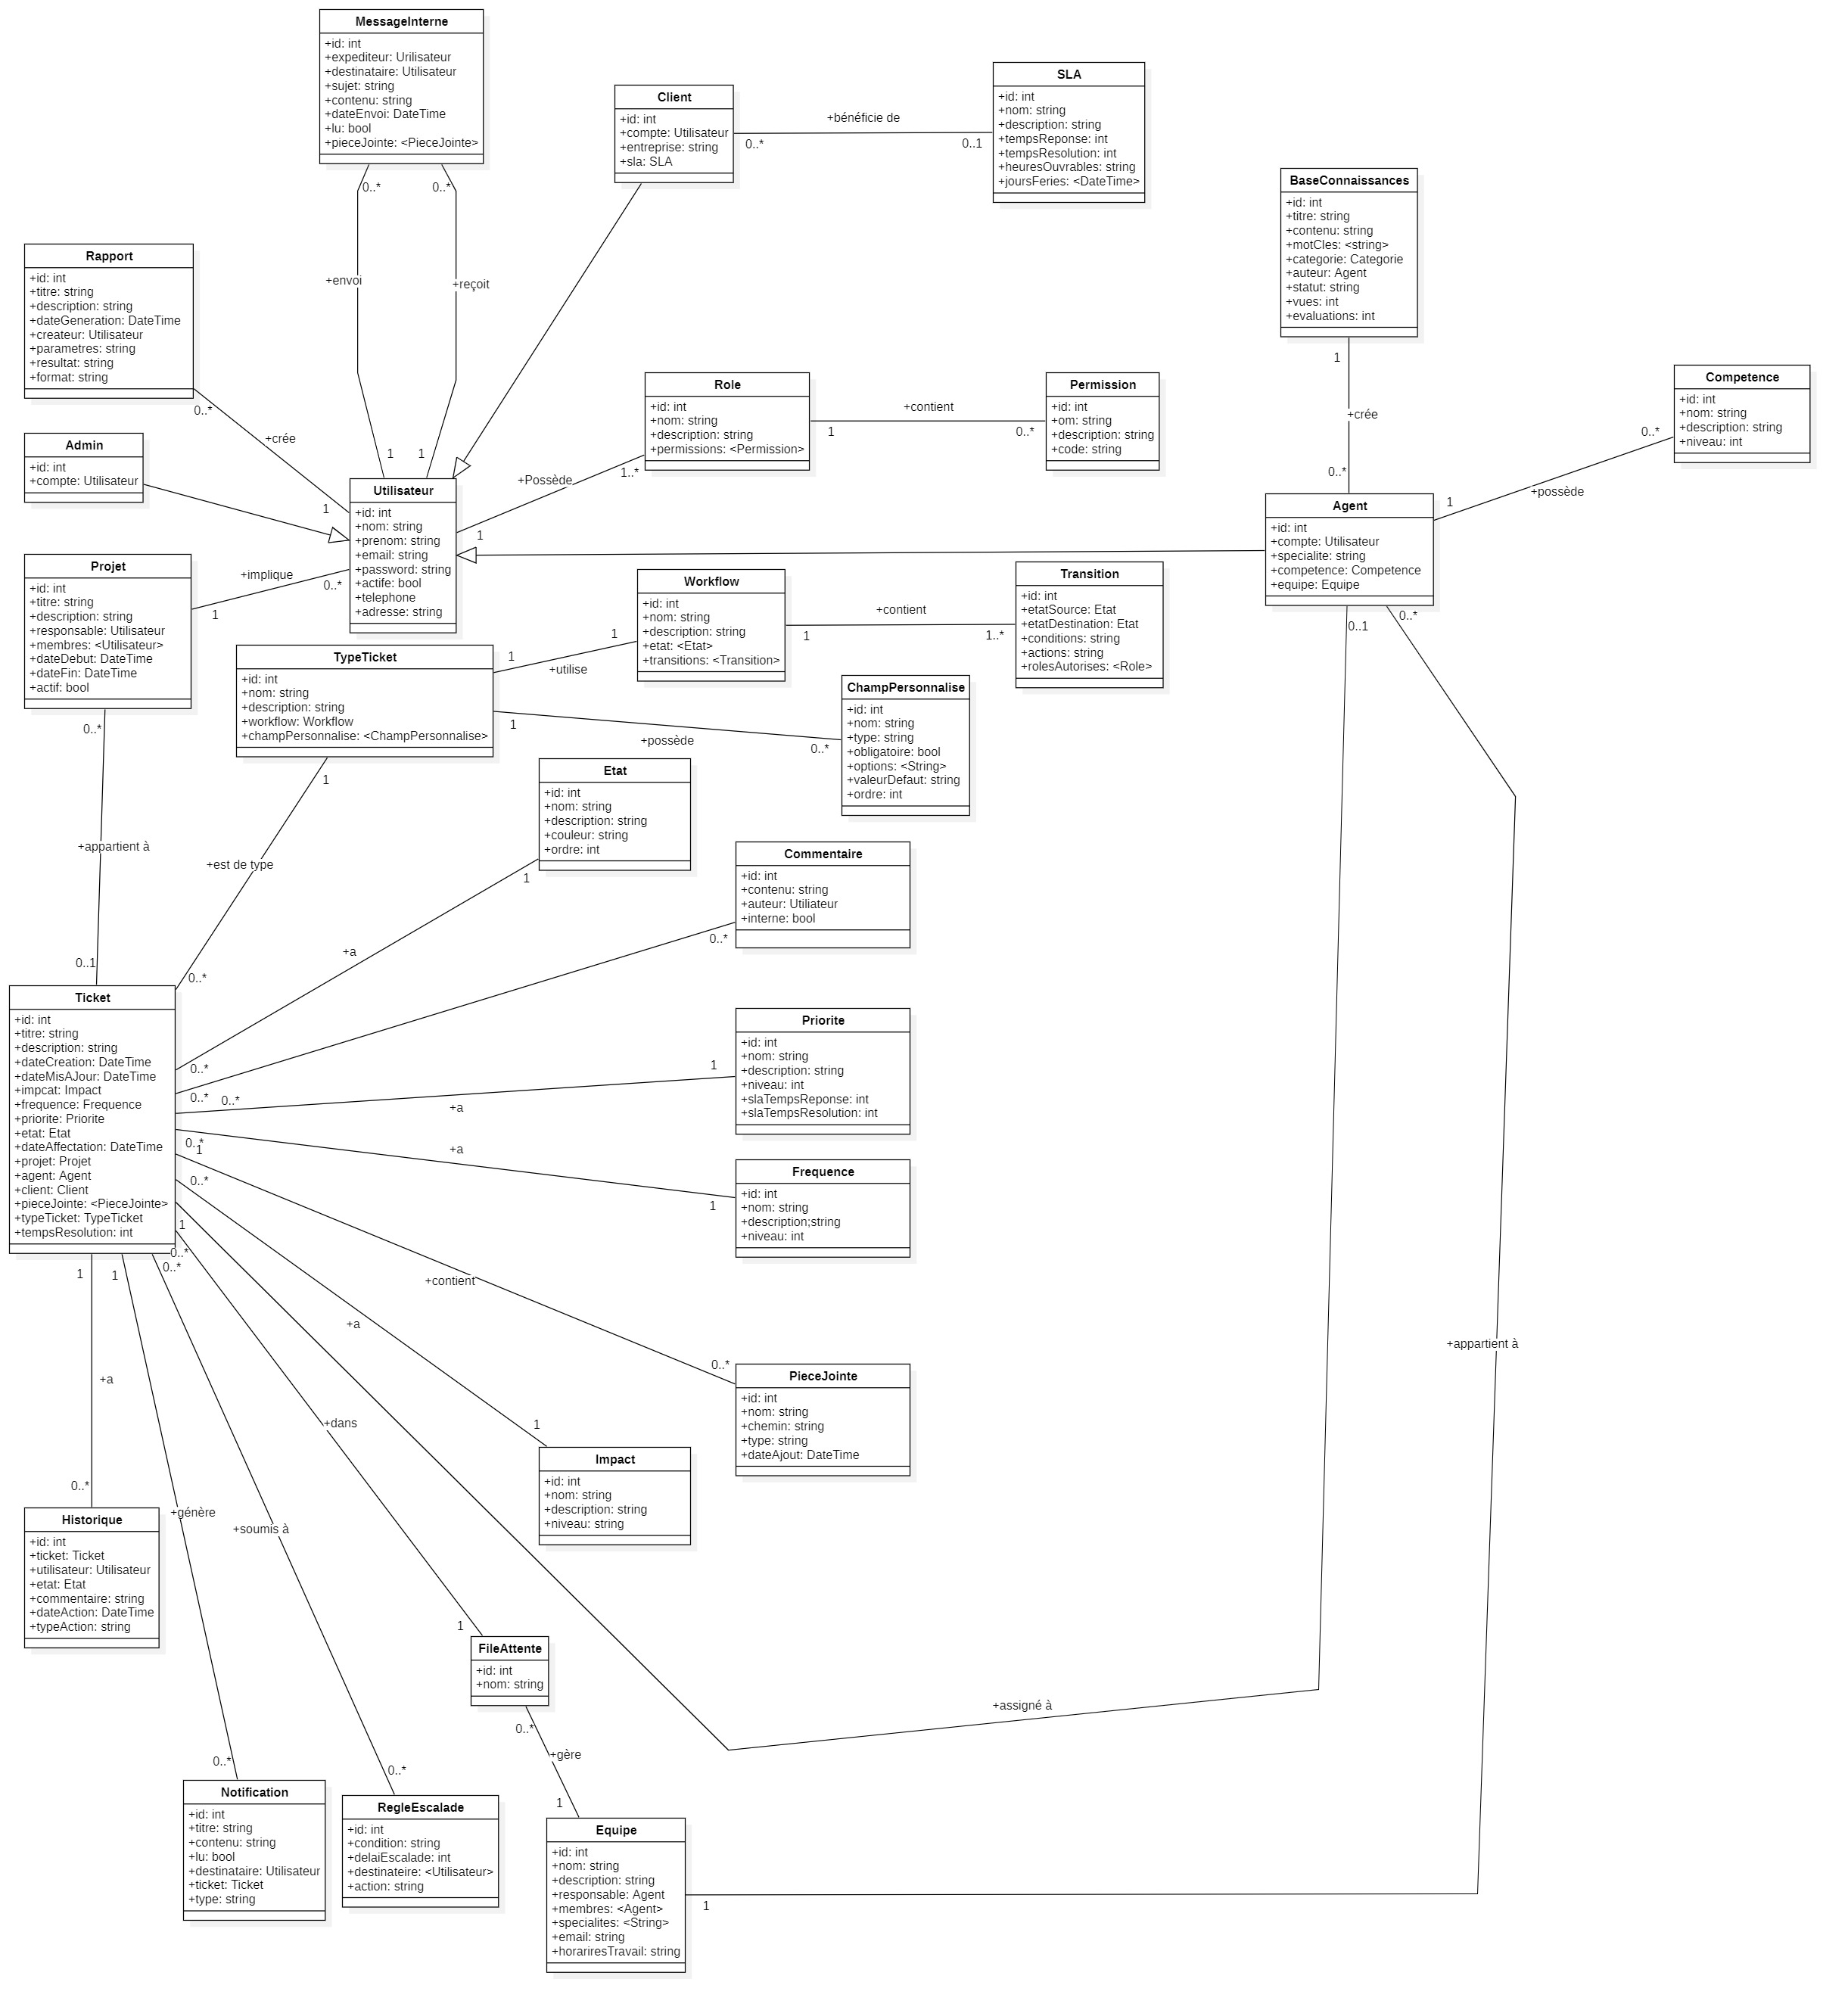 MessageInterne
+id: int
+expediteur: Urilisateur
+destinataire: Utilisateur
+sujet: string
+contenu: string
+dateEnvoi: DateTime
+lu: bool
+pieceJointe: <PieceJointe>
0..*
0..*
+envoi
+reçoit
1
1
Client
+id: int
+compte: Utilisateur
+entreprise: string
+sla: SLA
+bénéficie de
0..*
0..1
SLA
+id: int
+nom: string
+description: string
+tempsReponse: int
+tempsResolution: int
+heuresOuvrables: string
+joursFeries: <DateTime>
BaseConnaissances
+id: int
+titre: string
+contenu: string
+motCles: <string>
+categorie: Categorie
+auteur: Agent
+statut: string
+vues: int
+evaluations: int
1
+crée
0..*
Rapport
+id: int
+titre: string
+description: string
+dateGeneration: DateTime
+createur: Utilisateur
+parametres: string
+resultat: string
+format: string
0..*
+crée
1
Admin
+id: int
+compte: Utilisateur
Utilisateur
+id: int
+nom: string
+prenom: string
+email: string
+password: string
+actife: bool
+telephone
+adresse: string
+Possède
1..*
1
Role
+id: int
+nom: string
+description: string
+permissions: <Permission>
+contient
1
0..*
Permission
+id: int
+om: string
+description: string
+code: string
Competence
+id: int
+nom: string
+description: string
+niveau: int
0..*
+possède
1
Agent
+id: int
+compte: Utilisateur
+specialite: string
+competence: Competence
+equipe: Equipe
0..1
0..*
Projet
+id: int
+titre: string
+description: string
+responsable: Utilisateur
+membres: <Utilisateur>
+dateDebut: DateTime
+dateFin: DateTime
+actif: bool
+implique
0..*
1
0..*
+appartient à
0..1
TypeTicket
+id: int
+nom: string
+description: string
+workflow: Workflow
+champPersonnalise: <ChampPersonnalise>
1
+utilise
1
Workflow
+id: int
+nom: string
+description: string
+etat: <Etat>
+transitions: <Transition>
+contient
1
1..*
Transition
+id: int
+etatSource: Etat
+etatDestination: Etat
+conditions: string
+actions: string
+rolesAutorises: <Role>
1
+possède
0..*
ChampPersonnalise
+id: int
+nom: string
+type: string
+obligatoire: bool
+options: <String>
+valeurDefaut: string
+ordre: int
1
+est de type
0..*
Etat
+id: int
+nom: string
+description: string
+couleur: string
+ordre: int
1
+a
0..*
Commentaire
+id: int
+contenu: string
+auteur: Utiliateur
+interne: bool
0..*
0..*
Ticket
+id: int
+titre: string
+description: string
+dateCreation: DateTime
+dateMisAJour: DateTime
+impcat: Impact
+frequence: Frequence
+priorite: Priorite
+etat: Etat
+dateAffectation: DateTime
+projet: Projet
+agent: Agent
+client: Client
+pieceJointe: <PieceJointe>
+typeTicket: TypeTicket
+tempsResolution: int
Priorite
+id: int
+nom: string
+description: string
+niveau: int
+slaTempsReponse: int
+slaTempsResolution: int
0..*
1
+a
Frequence
+id: int
+nom: string
+description;string
+niveau: int
0..*
+a
1
1
+contient
0..*
PieceJointe
+id: int
+nom: string
+chemin: string
+type: string
+dateAjout: DateTime
0..*
+a
1
Impact
+id: int
+nom: string
+description: string
+niveau: string
1
0..*
0..*
1
1
+dans
1
+a
0..*
Historique
+id: int
+ticket: Ticket
+utilisateur: Utilisateur
+etat: Etat
+commentaire: string
+dateAction: DateTime
+typeAction: string
+génère
0..*
+soumis à
0..*
FileAttente
+id: int
+nom: string
0..*
+gère
1
+assigné à
+appartient à
1
Notification
+id: int
+titre: string
+contenu: string
+lu: bool
+destinataire: Utilisateur
+ticket: Ticket
+type: string
RegleEscalade
+id: int
+condition: string
+delaiEscalade: int
+destinateire: <Utilisateur>
+action: string
Equipe
+id: int
+nom: string
+description: string
+responsable: Agent
+membres: <Agent>
+specialites: <String>
+email: string
+horariresTravail: string